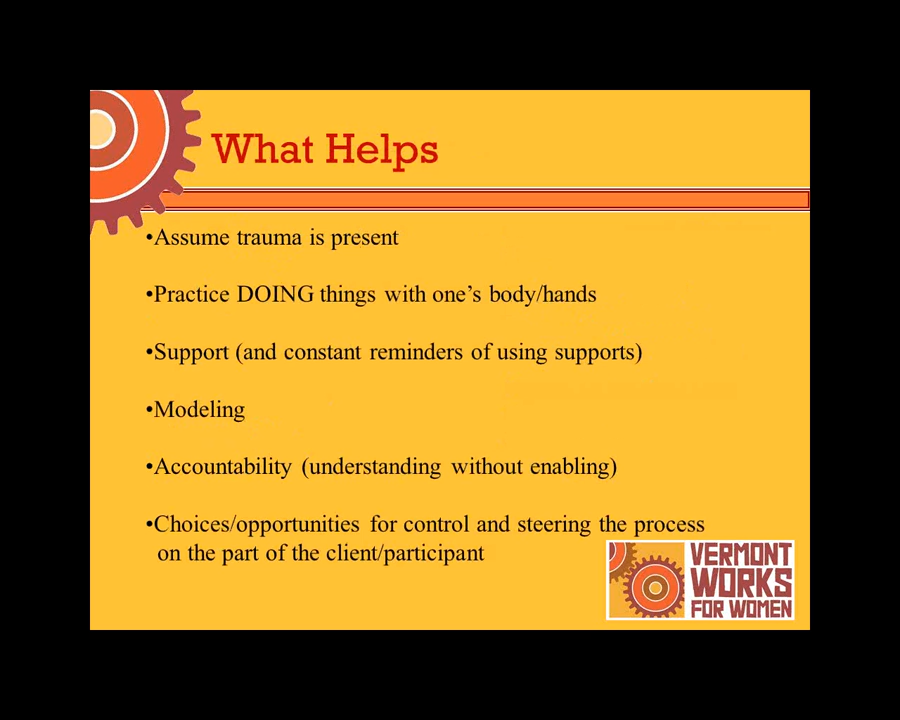 What Helps
•Assume trauma is present
•Practice DOING things with one’s body/hands
•Support (and constant reminders of using supports)
•Modeling
•Accountability (understanding without enabling)
•Choices/opportunities for control and steering the process
on the part of the client/participant
VERMONT
WORKS
FOR WOMEN